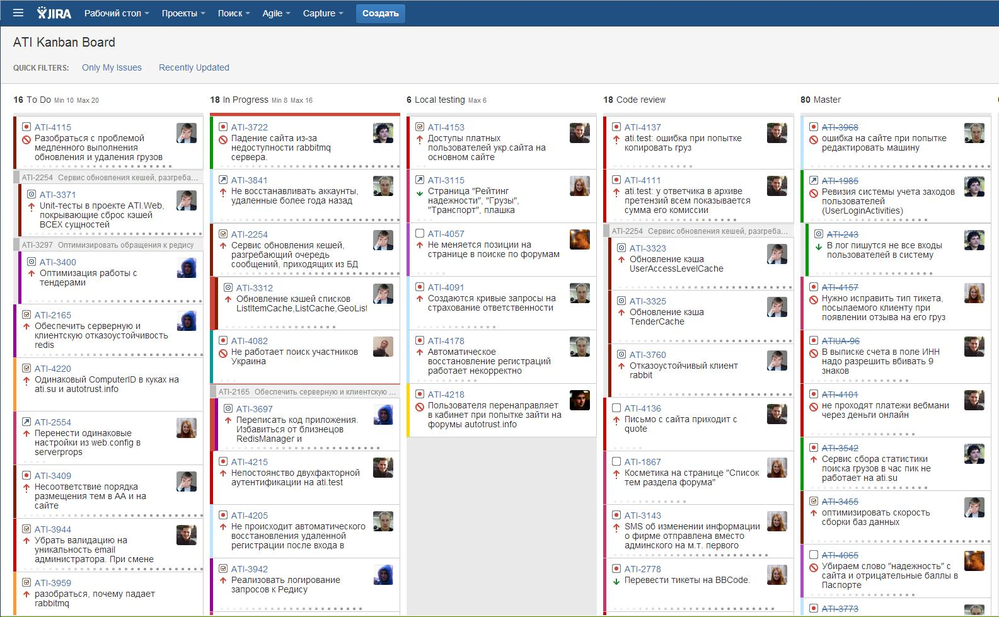 JIRA Рабочий стол Проекты Поиск Agile Capture Создать
ATI Kanban Board
QUICK FILTERS: Only My Issues Recently Updated
16 To Do Min 10 Max 20
ATI-4115
Разобраться с проблемой
медленного выполнения
обновления и удаления грузов
ATI-2254 Сервис обновления кешей, разгреба...
ATI-3371
Unit-тесты в проекте ATI.Web,
покрывающие сброс кэшей
ВСЕХ сущностей
ATI-3297 Оптимизировать обращения к редису
ATI-3400
Оптимизация работы с
тендерами
ATI-2165
Обеспечить серверную и
клиентскую отказоустойчивость
redis
ATI-4220
Одинаковый ComputerID в куках на
ati.su и autotrust.info
ATI-2554
Перенести одинаковые
настройки из web.config в
serverprops
ATI-3409
Несоответствие порядка
размещения тем в АА и на
сайте
ATI-3944
Убрать валидацию на
уникальность email
администратора. При смене
ATI-3959
разобраться, почему падает
rabbitmq
18 In Progress Min 8 Max 16
ATI-3722
Падение сайта из-за
недоступности rabbitmq
сервера.
ATI-3841
Не восстанавливать аккаунты,
удаленные более года назад
ATI-2254
Сервис обновления кешей,
разгребающий очередь
сообщений, приходящих из БД
ATI-3312
Обновление кэшей списков
ListItemCache,ListCache,GeoList
ATI-4082
Не работает поиск участников
Украина
ATI-2165 Обеспечить серверную и клиентскую ...
ATI-3697
Переписать код приложения.
Избавиться от близнецов
RedisManager и
ATI-4215
Непостоянство двухфакторной
аутентификации на ati.test
ATI-4205
Не происходит автоматического
восстановления удаленной
регистрации после входа в
ATI-3942
Реализовать логирование
запросов к Редису
6 Local testing Max 6
ATI-4153
Доступы платных
пользователей укр.сайта на
основном сайте
ATI-3115
Страница "Рейтинг
надежности", "Грузы",
"Транспорт", плашка
ATI-4057
Не меняется позиции на
странице в поиске по форумам
ATI-4091
Создаются кривые запросы на
страхование ответственности
ATI-4178
Автоматическое
восстановление регистраций
работает некорректно
ATI-4218
Пользователя перенаправляет
в кабинет при попытке зайти на
форумы autotrust.info
18 Code review
ATI-4137
ati.test: ошибка при попытке
копировать груз
ATI-4111
ati.test: у ответчика в архиве
претензий всем показывается
сумма его комиссии
ATI-2254 Сервис обновления кешей, разгреба...
ATI-3323
Обновление кэша
UserAccessLevelCache
ATI-3325
Обновление кэша
TenderCache
ATI-3760
Отказоустойчивый клиент
rabbit
ATI-4136
Письмо с сайта приходит с
quote
ATI-1867
Косметика на странице "Список
тем раздела форума"
ATI-3143
SMS об изменении информации
о фирме отправлена вместо
админского на м.т. первого
ATI-2778
Перевести тикеты на BBCode.
80 Master
ATI-3968
ошибка на сайте при попытке
редактировать машину
ATI-1985
Ревизия системы учета заходов
пользователей
(UserLoginActivities)
ATI-243
В лог пишутся не все входы
пользователей в систему
ATI-4157
Нужно исправить тип тикета,
посылаемого клиенту при
появлении отзыва на его груз
ATIUA-96
В выписке счета в поле ИНН
надо разрешить вбивать 9
знаков
ATI-4101
не проходят платежи вебмани
через деньги онлайн
ATI-3542
Сервис сбора статистики
поиска грузов в час пик не
работает на ati.su
ATI-3455
оптимизировать скорость
сборки баз данных
ATI-4065
Убираем слово "надежность" с
сайта и отрицательные баллы в
Паспорте
ATI-3773